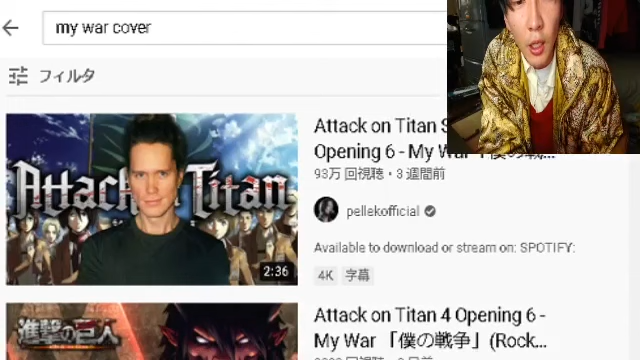 my war cover
フィルタ
Attack on Titan S
Opening 6 - My War
93万 回視聴・3 週間前
Attack on Titan
pellekofficial
Available to download or stream on: SPOTIFY:
2:36
4K 字幕
Attack on Titan 4 Opening 6 -
進撃の巨人
My War 「僕の戦争」(Rock...